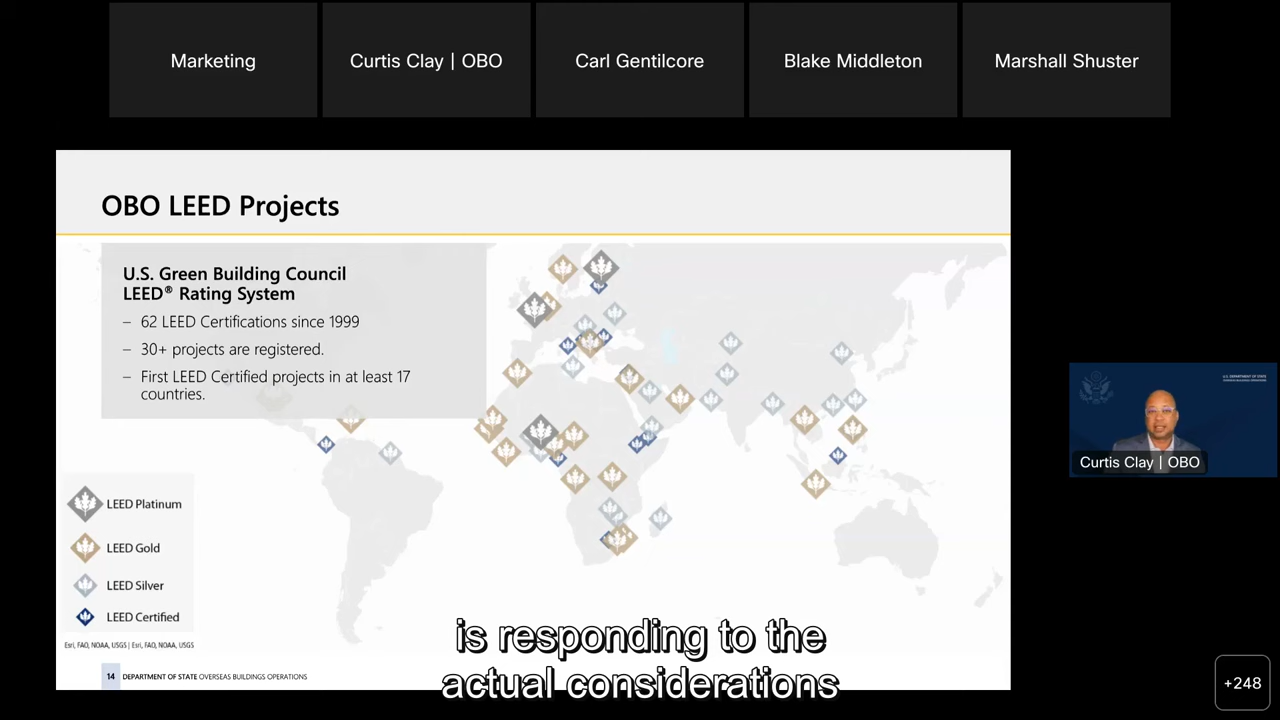 Marketing
Curtis Clay | OBO
Carl Gentilcore
Blake Middleton
Marshall Shuster
OBO LEED Projects
U.S. Green Building Council
LEED® Rating System
– 62 LEED Certifications since 1999
– 30+ projects are registered.
– First LEED Certified projects in at least 17
countries.
LEED Platinum
LEED Gold
LEED Silver
LEED Certified
Esri, FAO, NOAA, USGS | Esri, FAO, NOAA, USGS
14 DEPARTMENT OF STATE OVERSEAS BUILDINGS OPERATIONS
U.S. DEPARTMENT OF STATE
Curtis Clay | OBO
is responding to the
actual considerations
+248